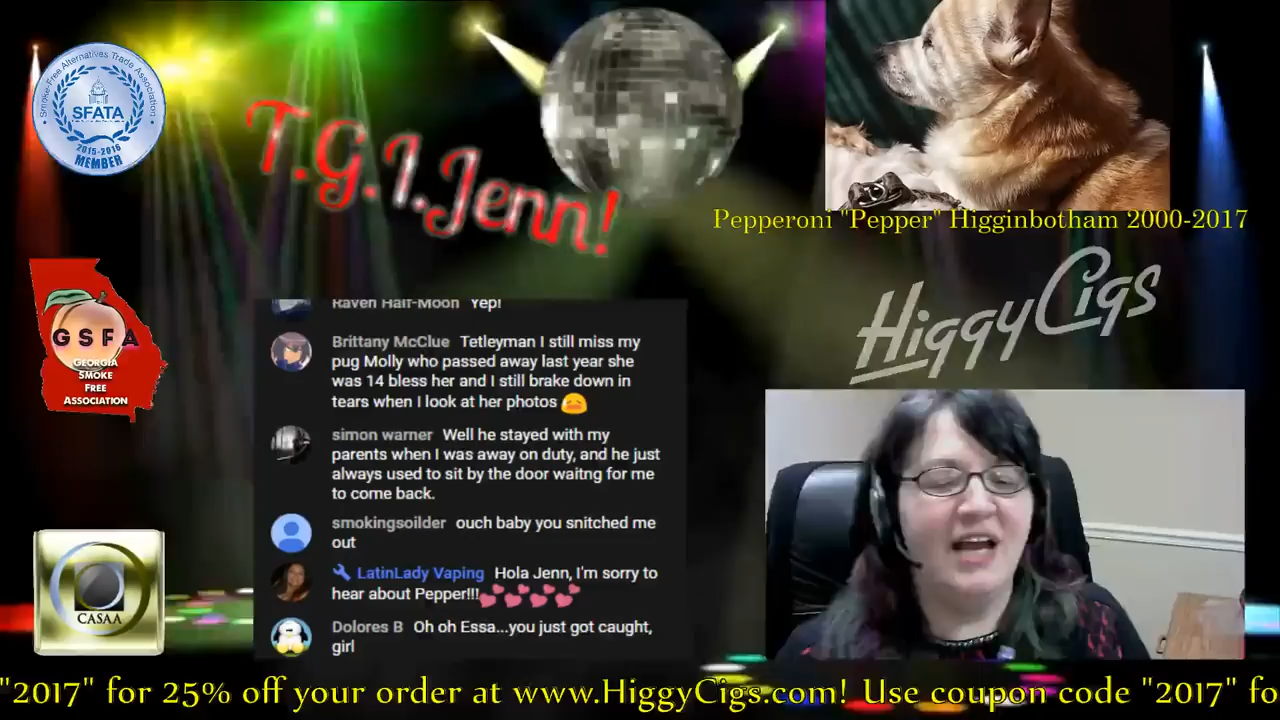 Smoke-Free Alternatives Trade Association
SFATA
2015-2016
MEMBER
T.G.I.Jenn!
Pepperoni "Pepper" Higginbotham 2000-2017
HiggyCigs
GSFA
GEORGIA
SMOKE
FREE
ASSOCIATION
CASAA
Raven Half-Moon Yep!
Brittany McClue Tetleyman I still miss my
pug Molly who passed away last year she
was 14 bless her and I still brake down in
tears when I look at her photos 😫
simon warner Well he stayed with my
parents when I was away on duty, and he just
always used to sit by the door waitng for me
to come back.
smokingsoilder ouch baby you snitched me
out
LatinLady Vaping Hola Jenn, I'm sorry to
hear about Pepper!!!💕💕💕💕
Dolores B Oh oh Essa...you just got caught,
girl
"2017" for 25% off your order at www.HiggyCigs.com! Use coupon code "2017" fo